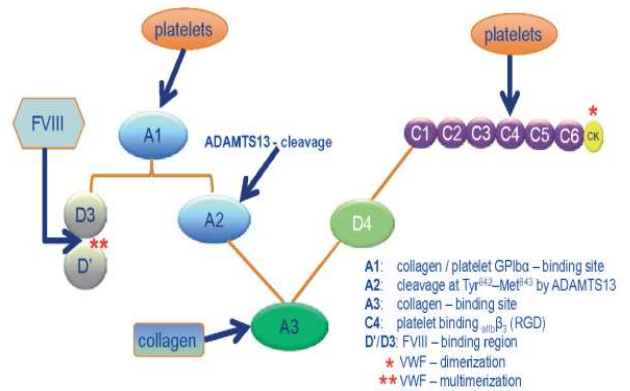 platelets
platelets
FVIII
A1
C1 C2 C3 C4 C5 C6 CK
*
ADAMTS13 - cleavage
D3
A2
D4
**
D'
A1: collagen / platelet GPIbα – binding site
A2: cleavage at Tyr⁸⁴²–Met⁸⁴³ by ADAMTS13
A3: collagen – binding site
C4: platelet binding αIIbβ₃ (RGD)
D'/D3: FVIII – binding region
* VWF – dimerization
** VWF – multimerization
collagen
A3